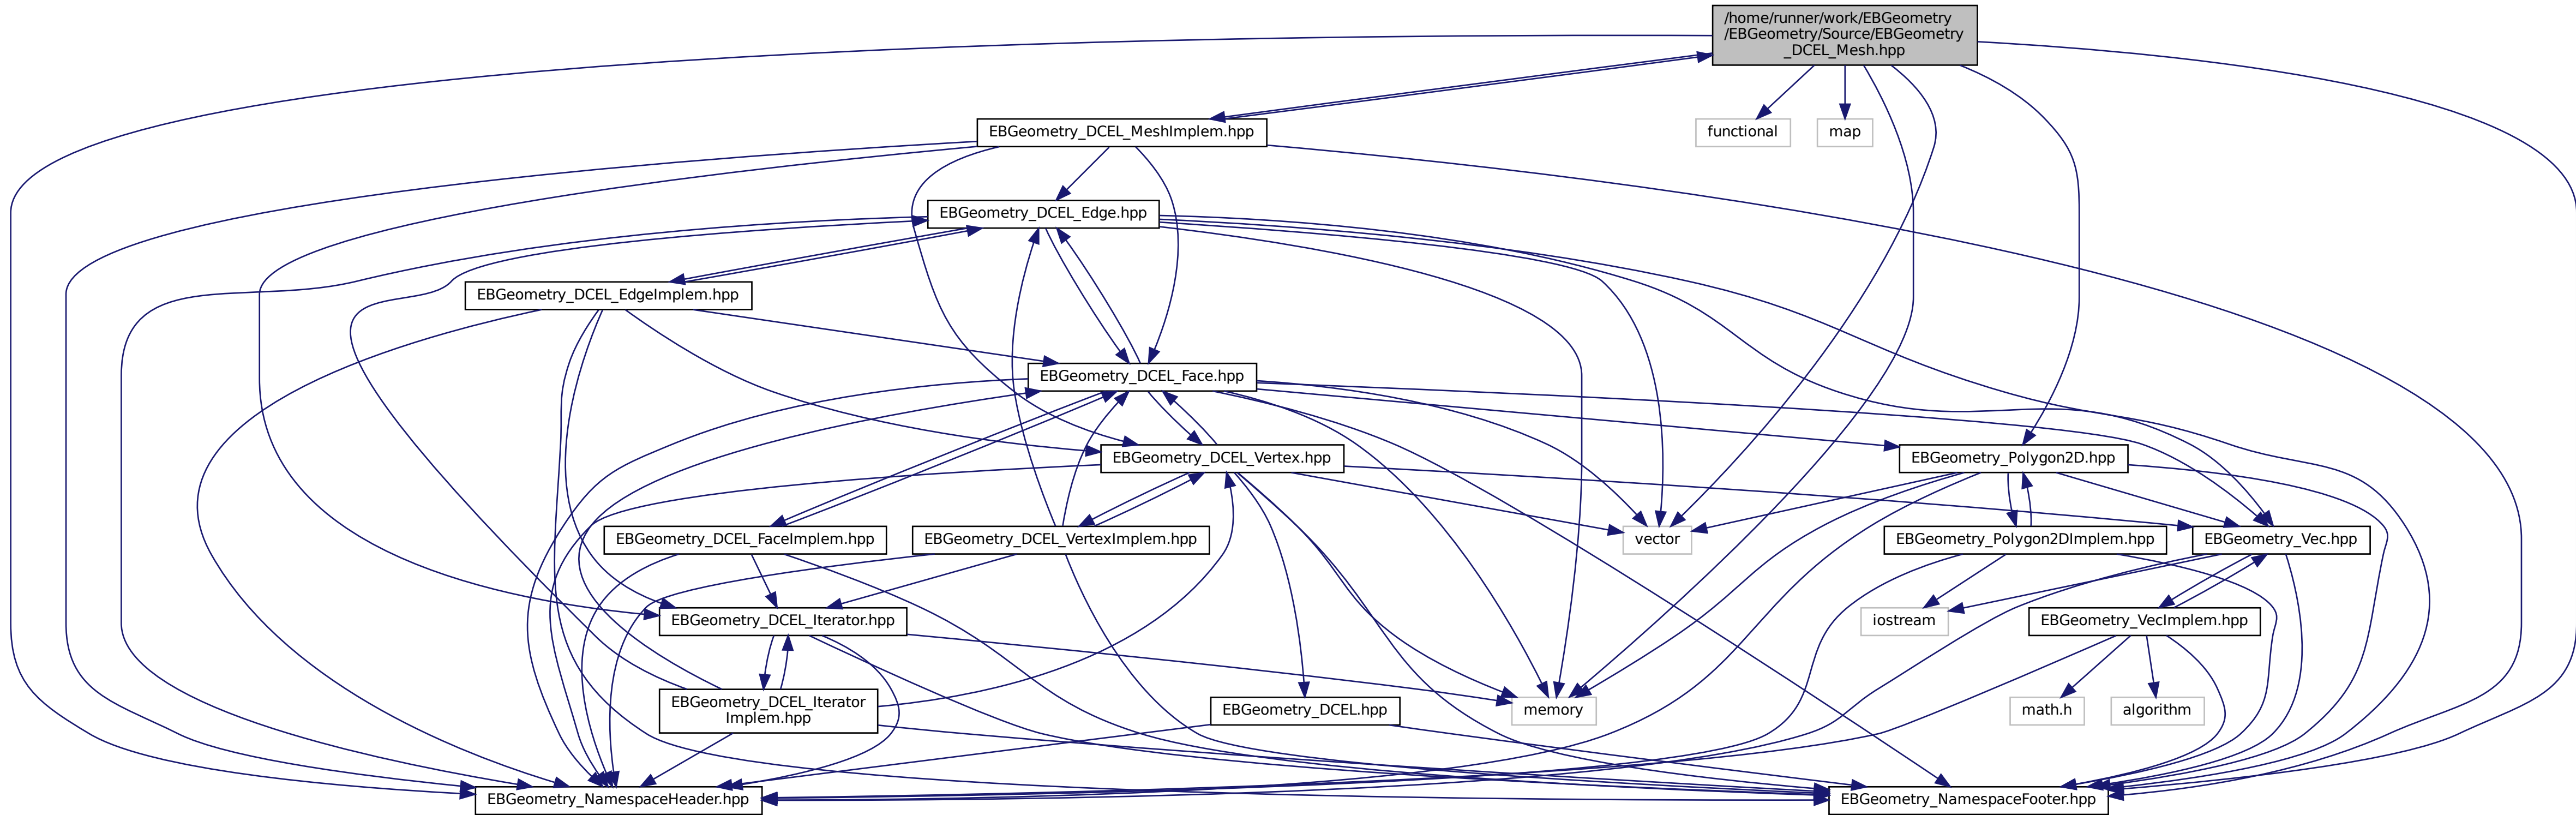 /home/runner/work/EBGeometry
/EBGeometry/Source/EBGeometry
_DCEL_Mesh.hpp
EBGeometry_DCEL_MeshImplem.hpp
functional
map
EBGeometry_DCEL_Edge.hpp
EBGeometry_DCEL_EdgeImplem.hpp
EBGeometry_DCEL_Face.hpp
EBGeometry_DCEL_Vertex.hpp
EBGeometry_Polygon2D.hpp
EBGeometry_DCEL_FaceImplem.hpp
EBGeometry_DCEL_VertexImplem.hpp
vector
EBGeometry_Polygon2DImplem.hpp
EBGeometry_Vec.hpp
EBGeometry_DCEL_Iterator.hpp
iostream
EBGeometry_VecImplem.hpp
EBGeometry_DCEL_Iterator
Implem.hpp
EBGeometry_DCEL.hpp
memory
math.h
algorithm
EBGeometry_NamespaceHeader.hpp
EBGeometry_NamespaceFooter.hpp